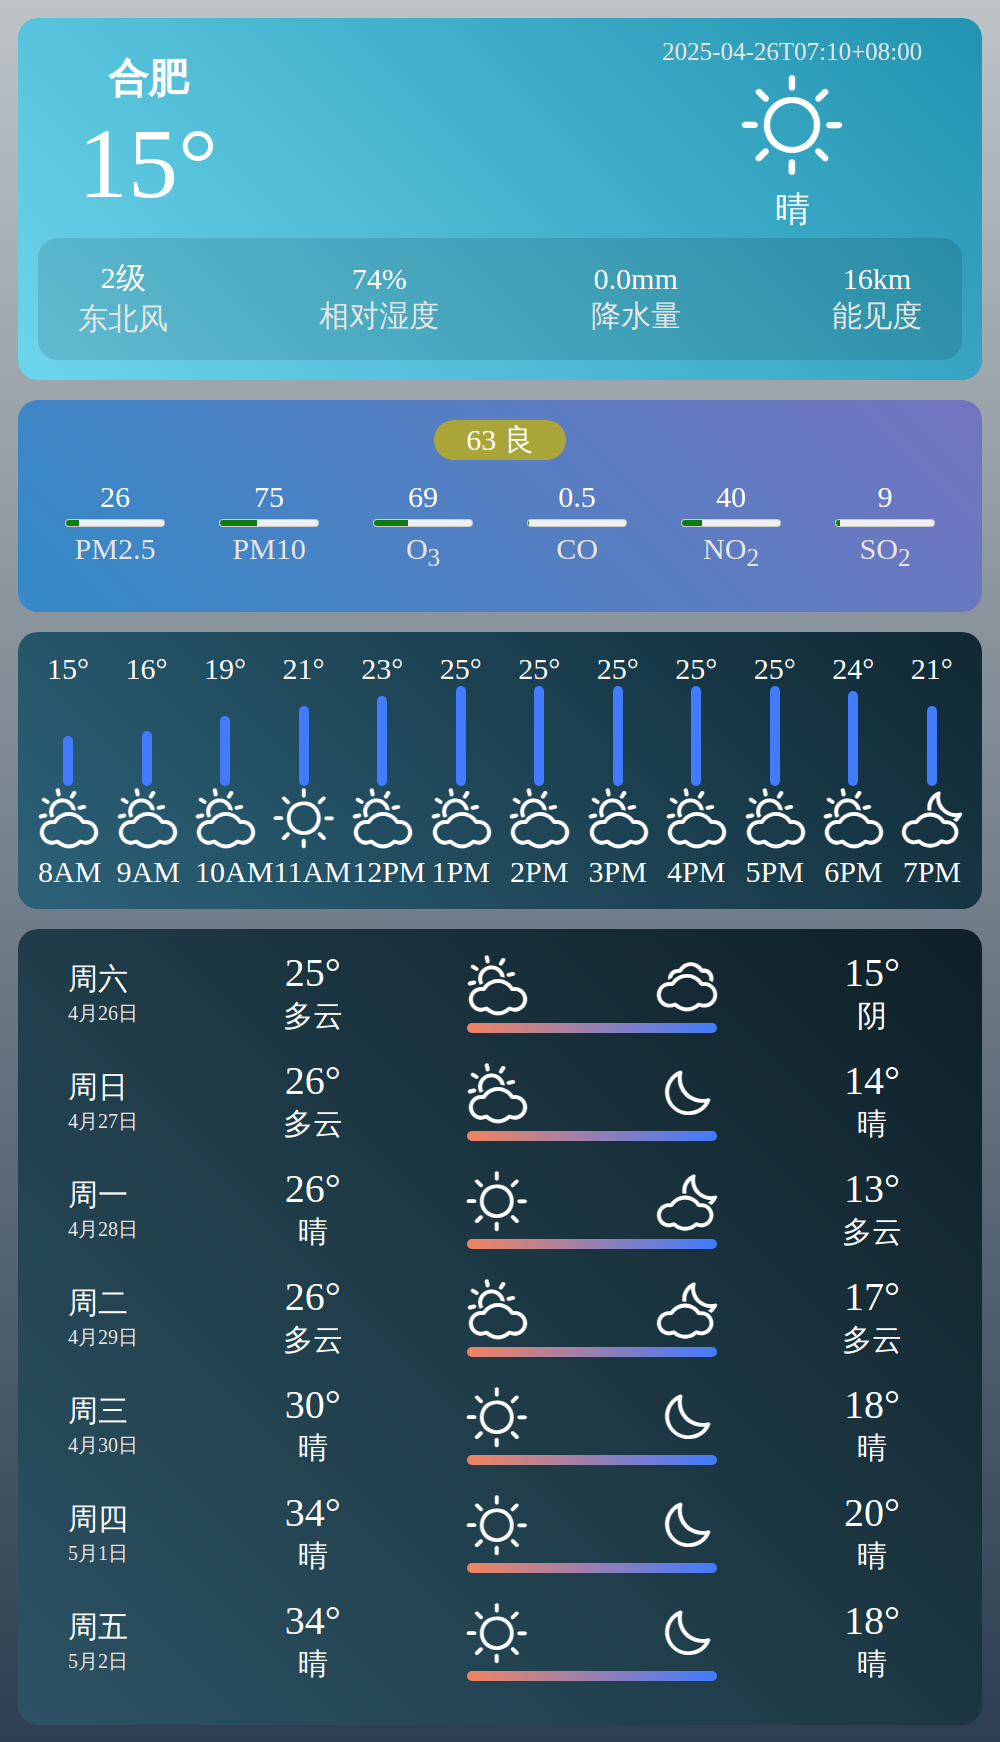 合肥
15°
2025-04-26T07:10+08:00
晴
2级 74% 0.0mm 16km
东北风 相对湿度 降水量 能见度
63 良
26 75 69 0.5 40 9
PM2.5 PM10 O3 CO NO2 SO2
15° 16° 19° 21° 23° 25° 25° 25° 25° 25° 24° 21°
8AM 9AM 10AM 11AM 12PM 1PM 2PM 3PM 4PM 5PM 6PM 7PM
周六 25° 15°
4月26日 多云 阴
周日 26° 14°
4月27日 多云 晴
周一 26° 13°
4月28日 晴 多云
周二 26° 17°
4月29日 多云 多云
周三 30° 18°
4月30日 晴 晴
周四 34° 20°
5月1日 晴 晴
周五 34° 18°
5月2日 晴 晴